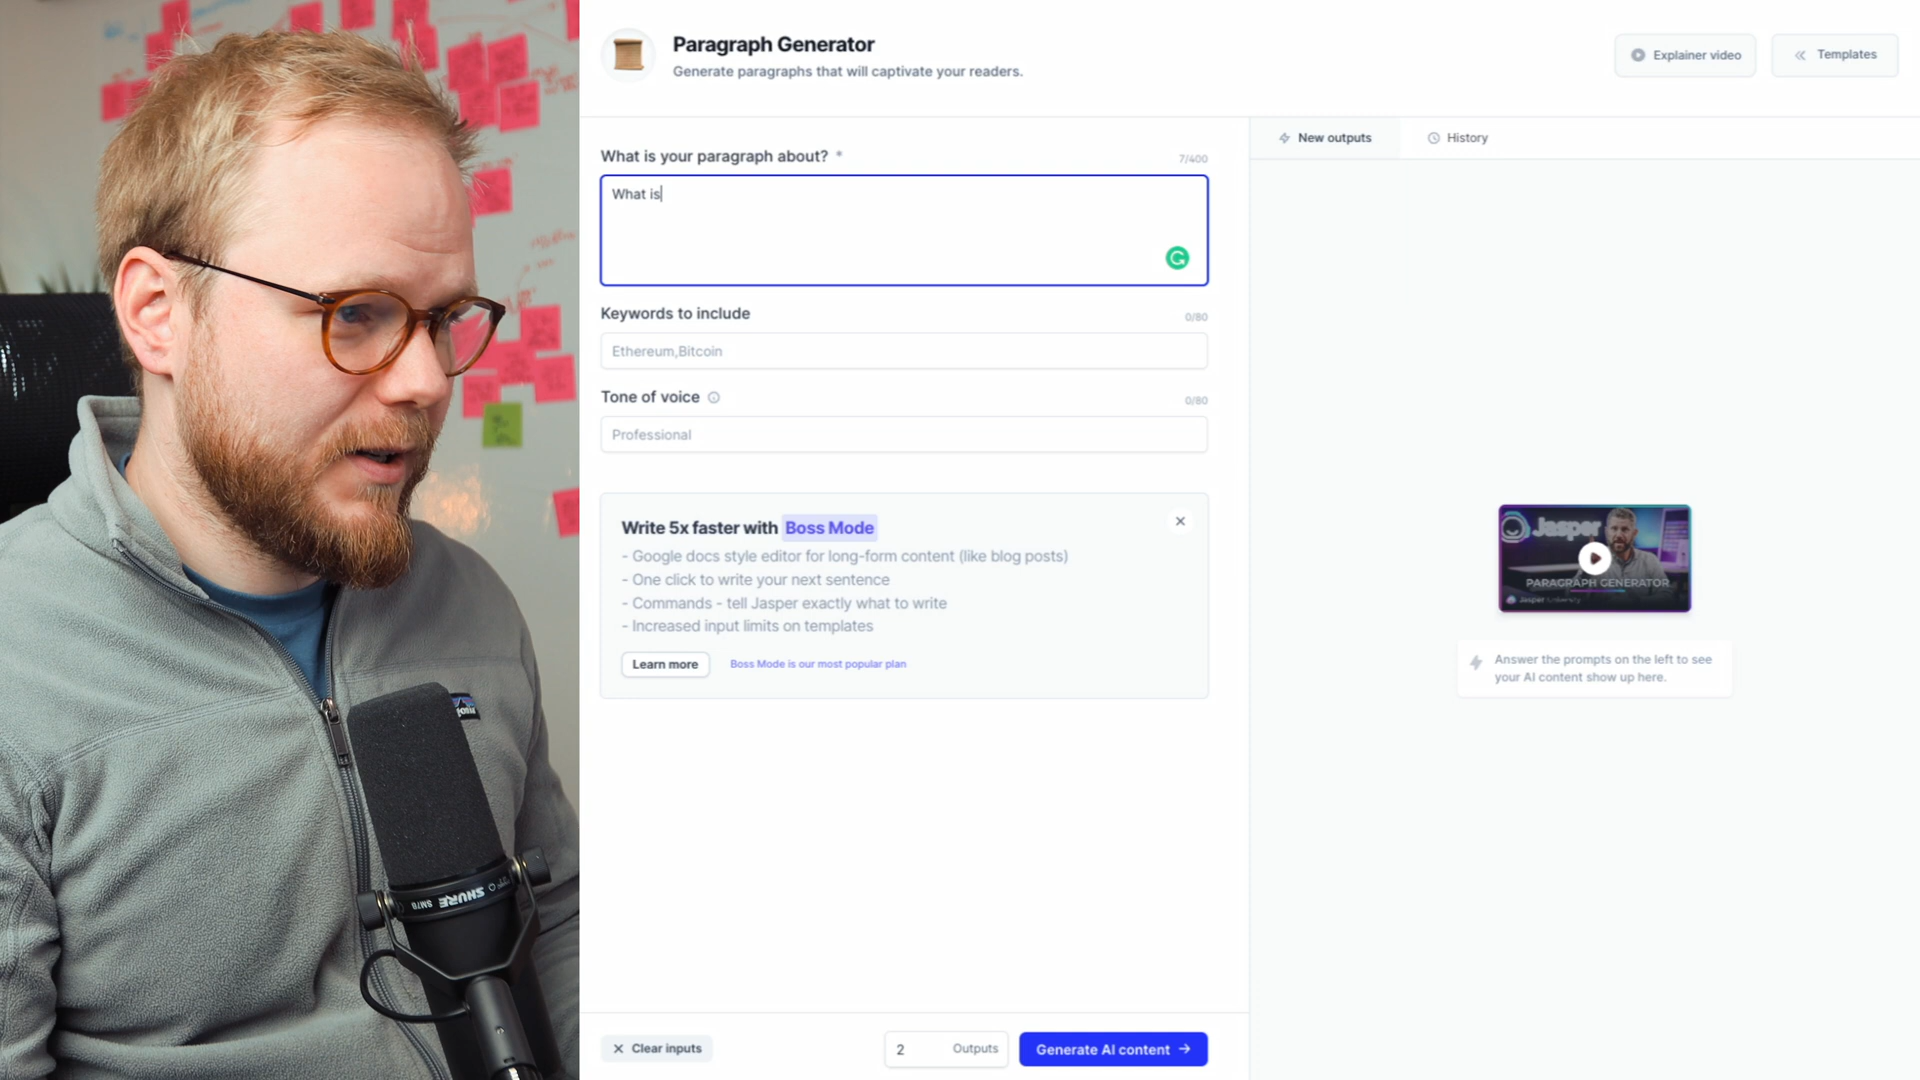 Paragraph Generator
Generate paragraphs that will captivate your readers.
Explainer video
Templates
What is your paragraph about? *
7/400
What is
Keywords to include
0/80
Ethereum,Bitcoin
Tone of voice
0/80
Professional
Write 5x faster with Boss Mode
- Google docs style editor for long-form content (like blog posts)
- One click to write your next sentence
- Commands - tell Jasper exactly what to write
- Increased input limits on templates
Learn more
Boss Mode is our most popular plan
Clear inputs
2 Outputs
Generate AI content
New outputs
History
Jasper
PARAGRAPH GENERATOR
Jasper University
Answer the prompts on the left to see
your AI content show up here.
SHURE
SM7B